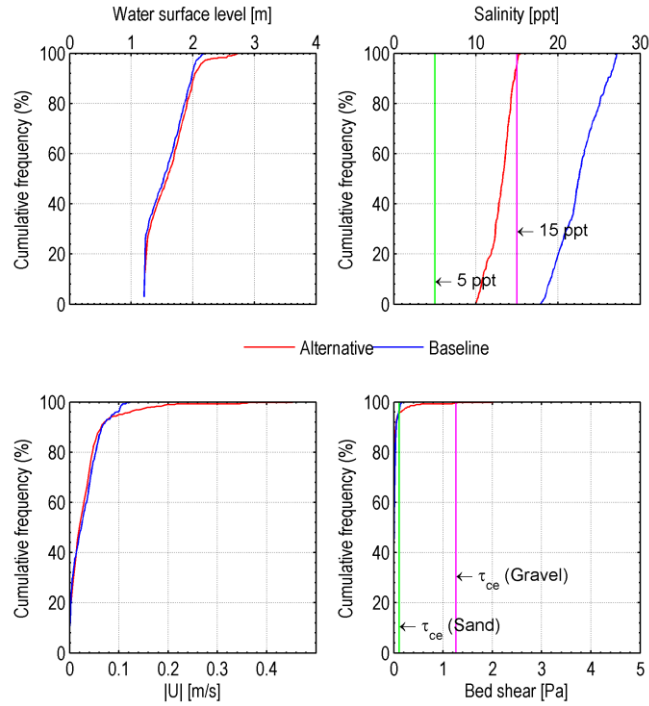 Water surface level [m]
0 1 2 3 4
Cumulative frequency (%)
100
80
60
40
20
0
Salinity [ppt]
0 10 20 30
Cumulative frequency (%)
100
80
60
40
20
0
← 15 ppt
← 5 ppt
Alternative Baseline
Cumulative frequency (%)
100
80
60
40
20
0
0 0.1 0.2 0.3 0.4
|U| [m/s]
Cumulative frequency (%)
100
80
60
40
20
0
← τce (Gravel)
← τce (Sand)
0 1 2 3 4 5
Bed shear [Pa]